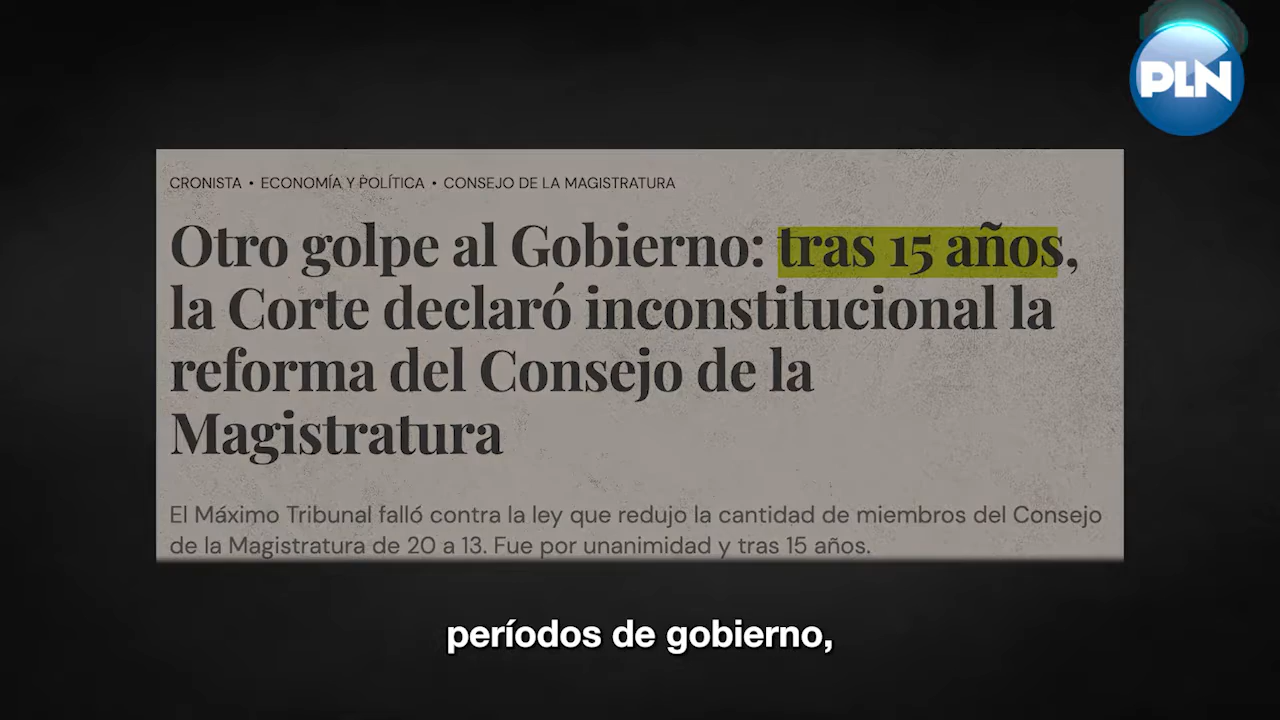 PLN
CRONISTA • ECONOMÍA Y POLÍTICA • CONSEJO DE LA MAGISTRATURA
Otro golpe al Gobierno: tras 15 años,
la Corte declaró inconstitucional la
reforma del Consejo de la
Magistratura
El Máximo Tribunal falló contra la ley que redujo la cantidad de miembros del Consejo
de la Magistratura de 20 a 13. Fue por unanimidad y tras 15 años.
períodos de gobierno,